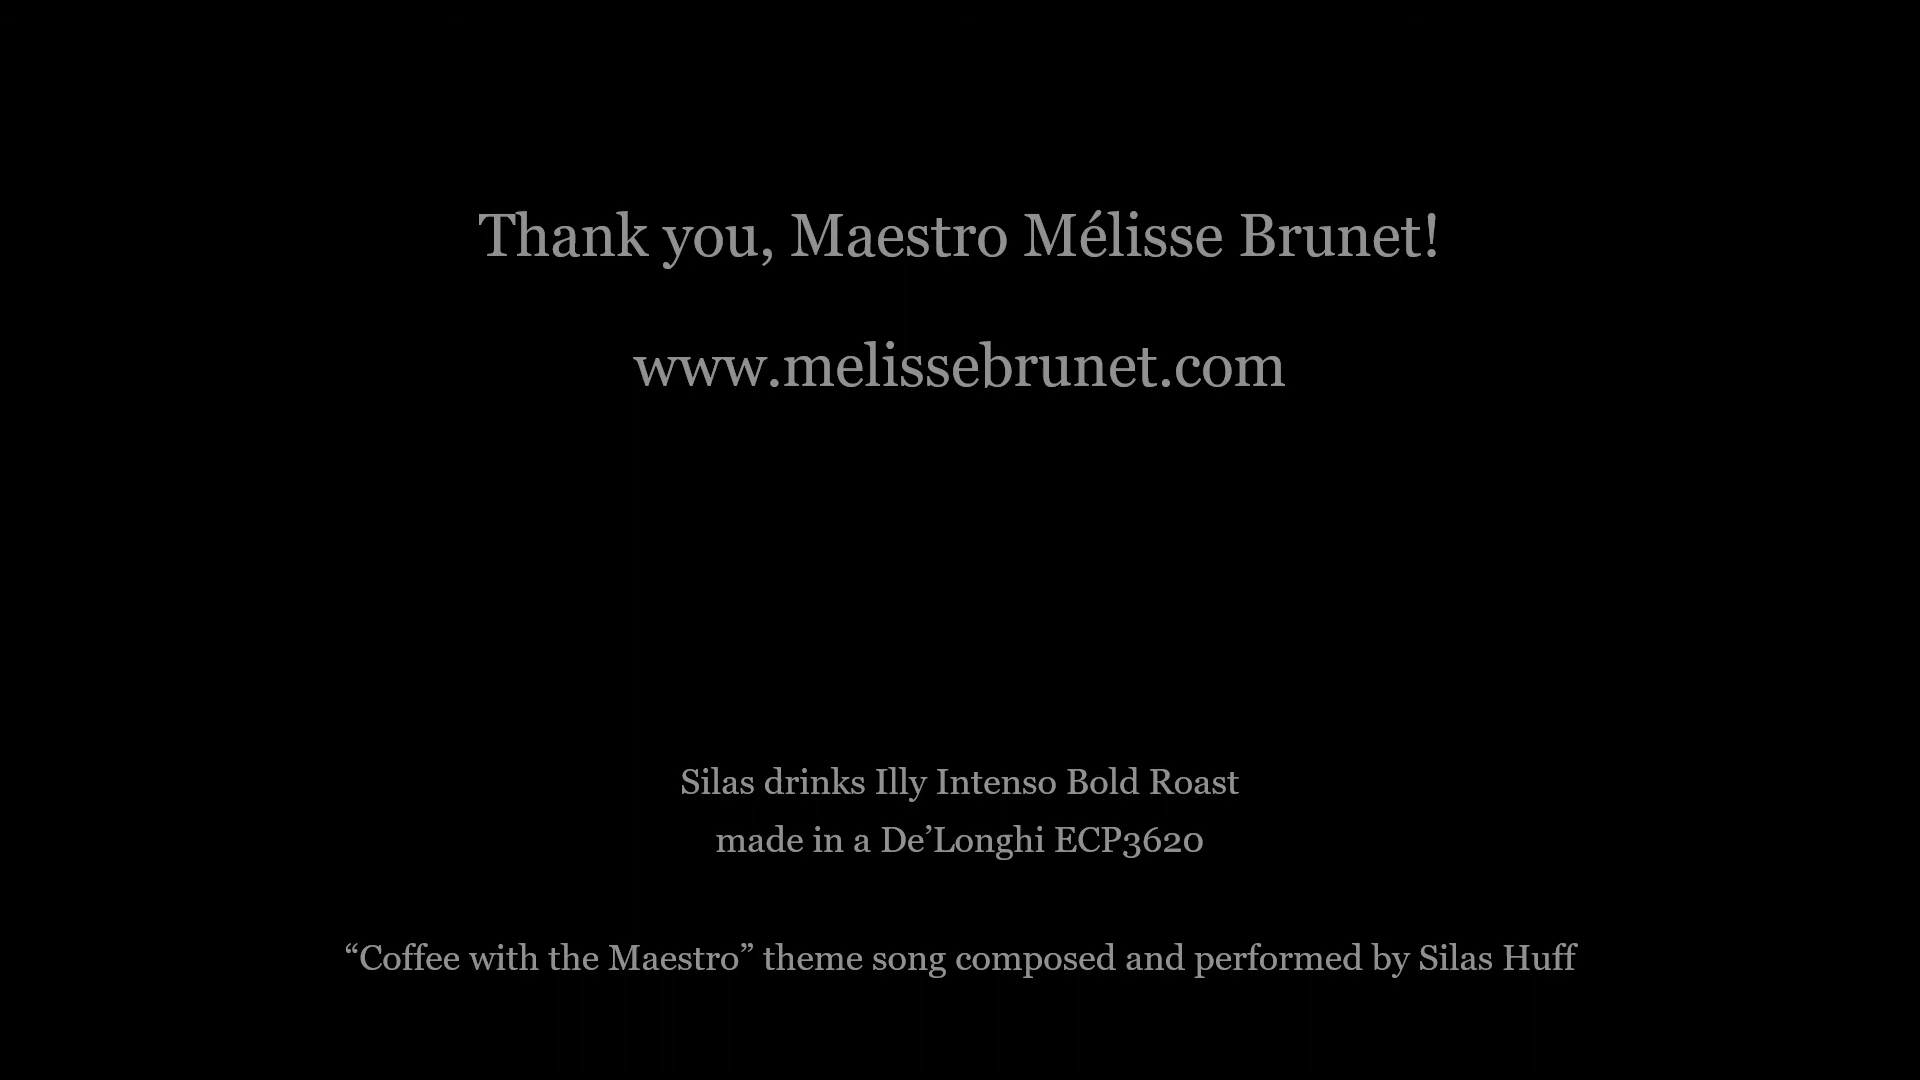 Thank you, Maestro Mélisse Brunet!
www.melissebrunet.com
Silas drinks Illy Intenso Bold Roast
made in a De’Longhi ECP3620
“Coffee with the Maestro” theme song composed and performed by Silas Huff